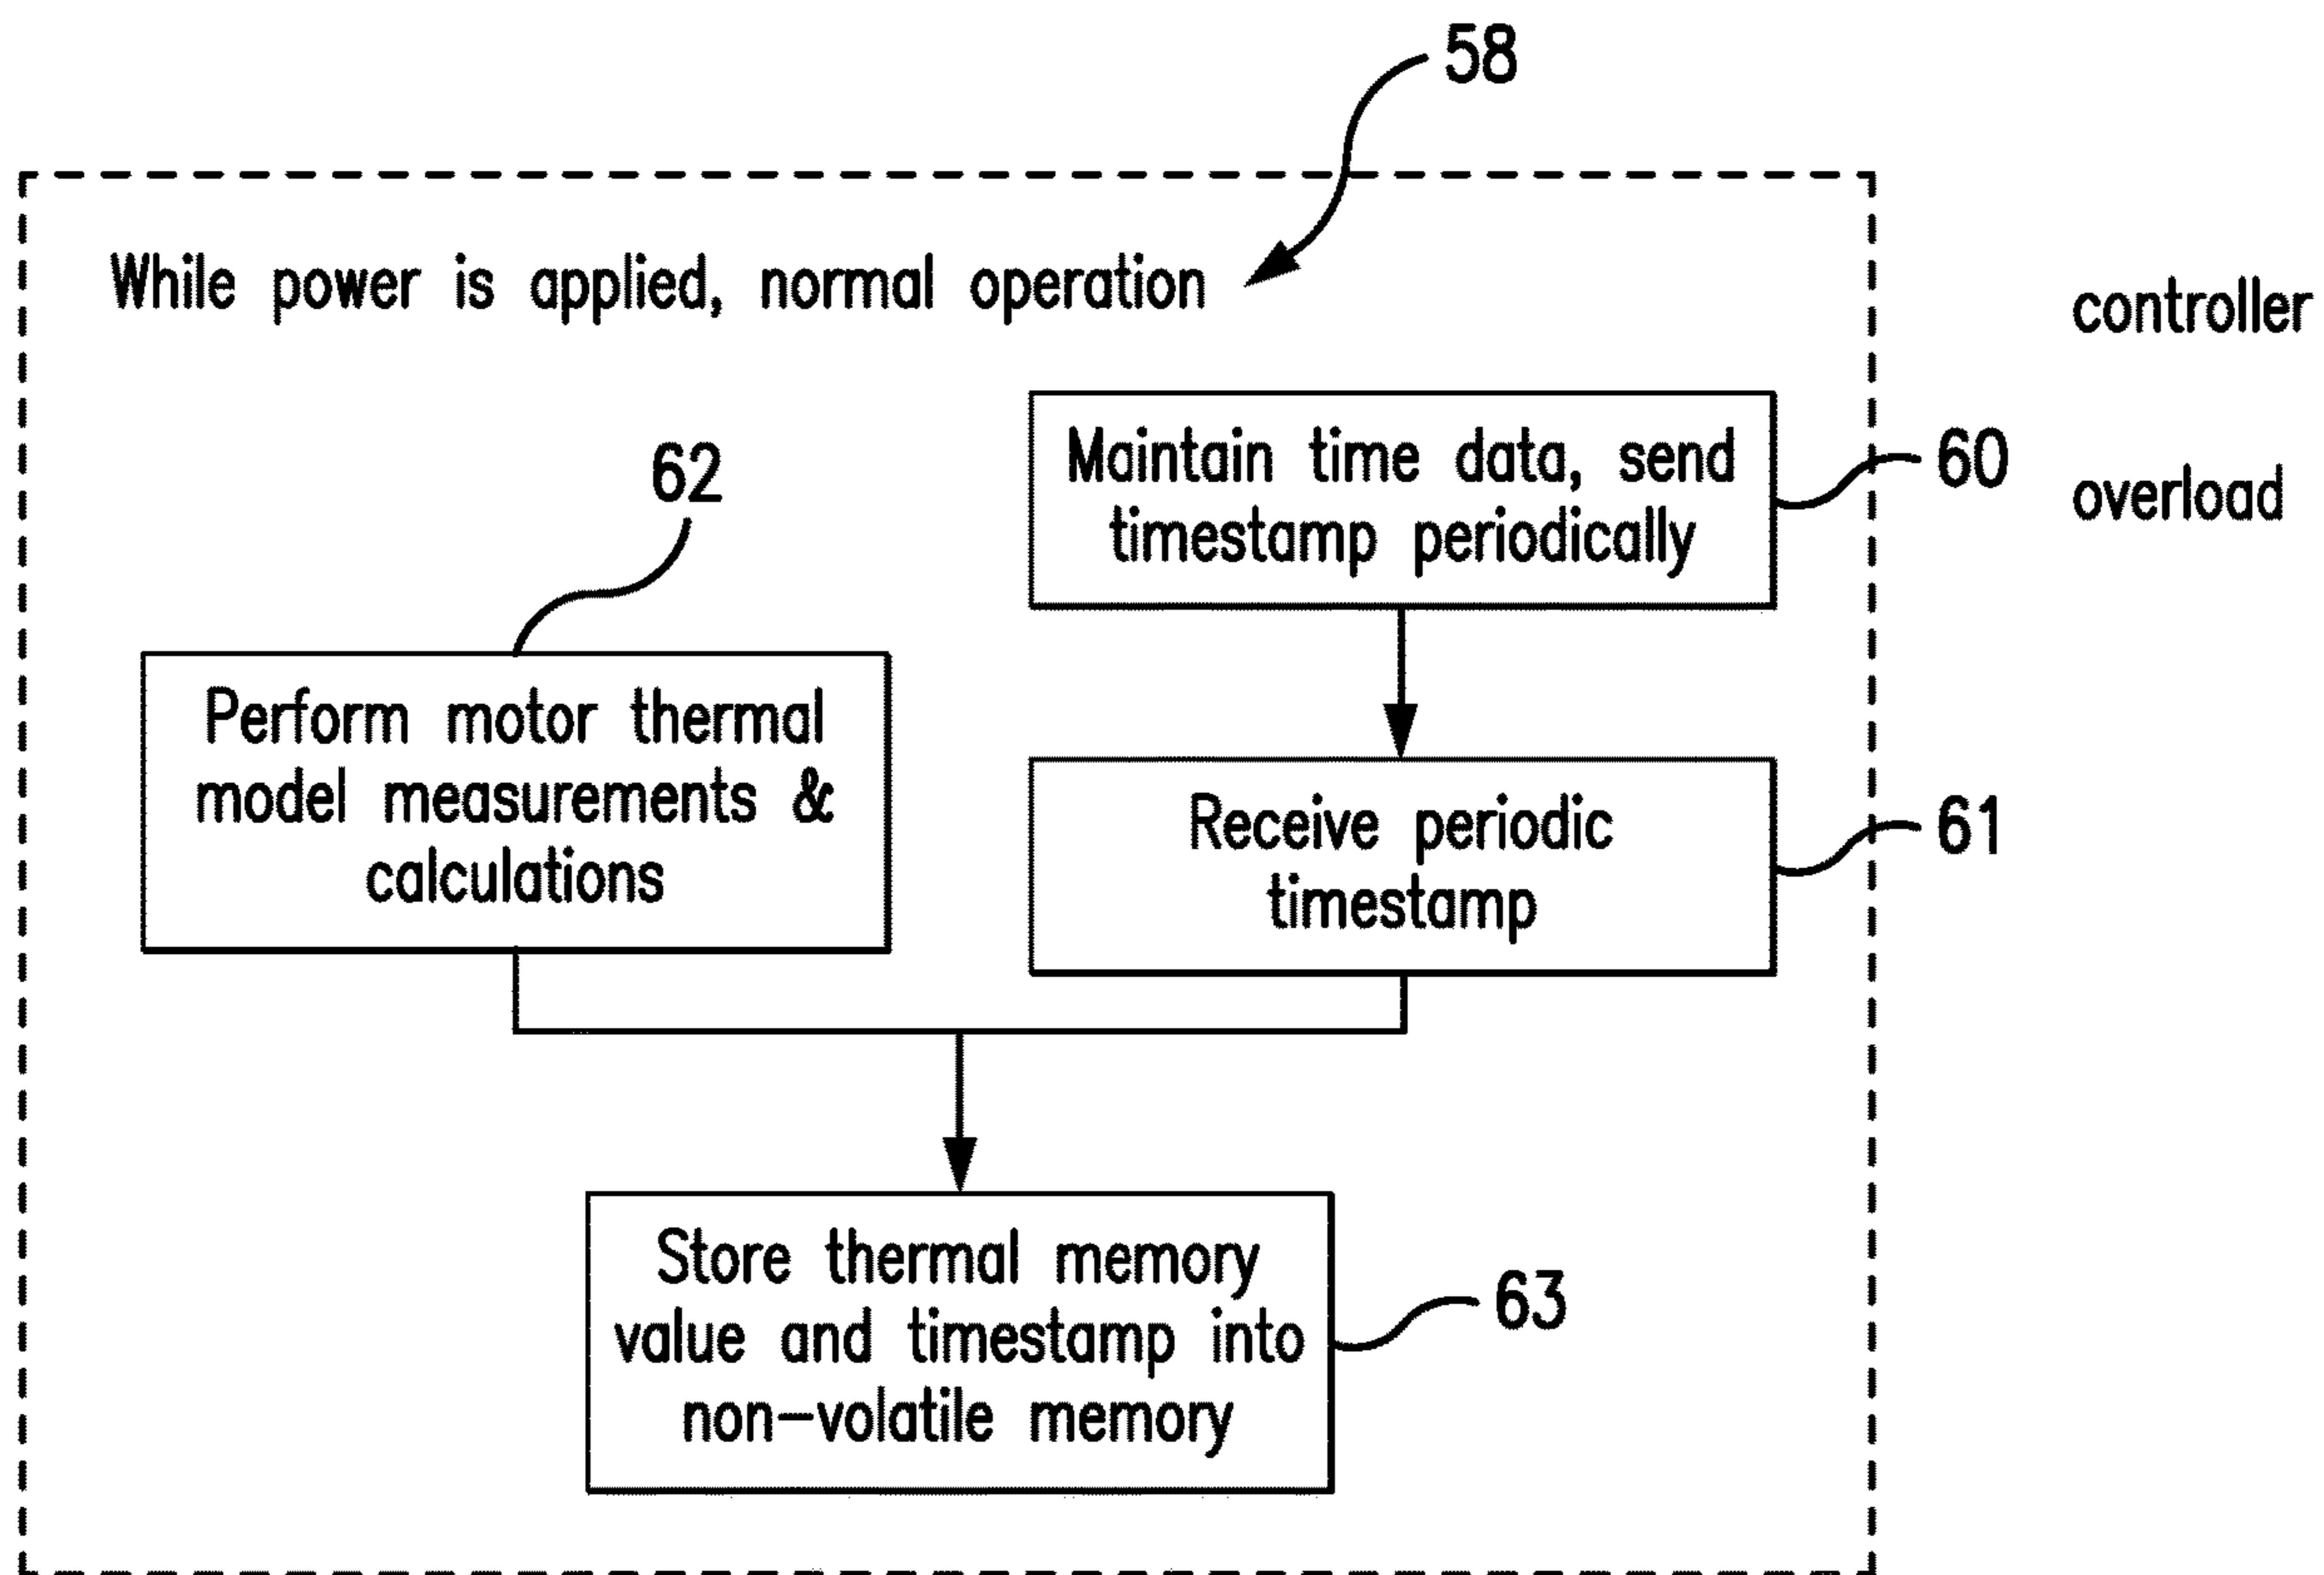 58
While power is applied, normal operation
controller
Maintain time data, send
timestamp periodically
60
overload
62
Perform motor thermal
model measurements &
calculations
Receive periodic
timestamp
61
Store thermal memory
value and timestamp into
non-volatile memory
63